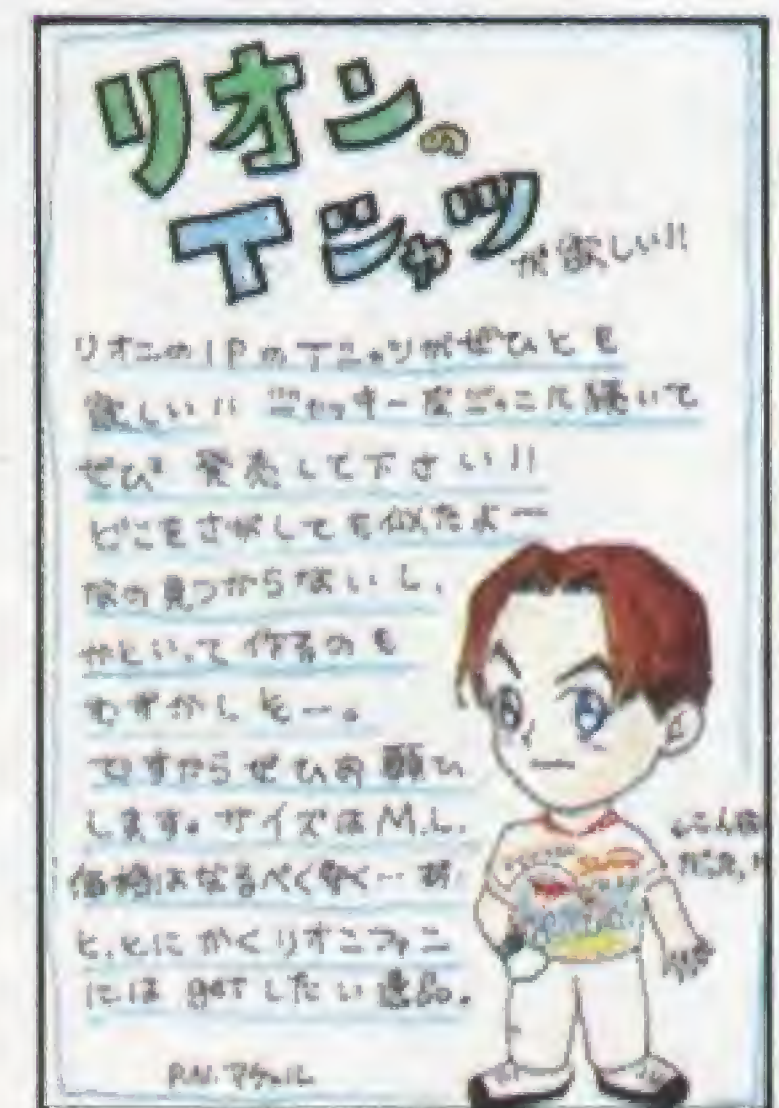 リオンの
Tシャツが欲しい!!
リオンの1PのTシャツがぜひとも
欲しい!! ジャッキー に続いて
ぜひ発売して下さい!!
どこをさがしても似たよー
なの見つからないし、
かといって作るのも
むずかしそー。
ですからぜひお願い
します。サイズはM.L.
価格はなるべく安く… あ
と、とにかくリオンファン
にはgetしたい逸品。
P.N.